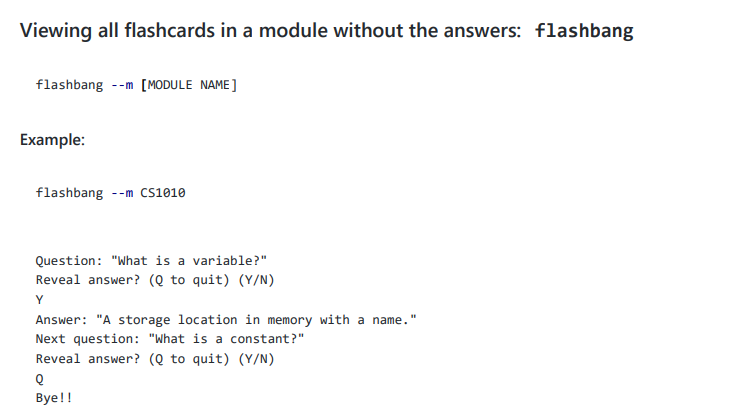 Viewing all flashcards in a module without the answers: flashbang
flashbang --m [MODULE NAME]
Example:
flashbang --m CS1010
Question: "What is a variable?"
Reveal answer? (Q to quit) (Y/N)
Y
Answer: "A storage location in memory with a name."
Next question: "What is a constant?"
Reveal answer? (Q to quit) (Y/N)
Q
Bye!!